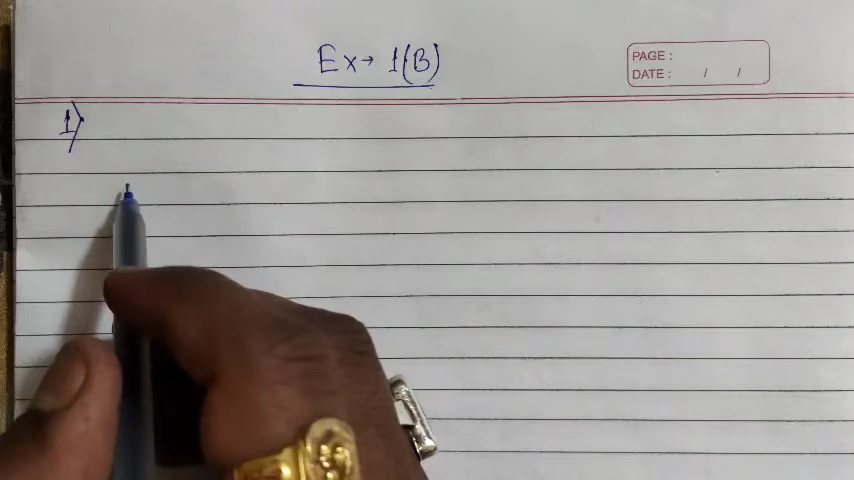 Ex→ 1(B)
PAGE :
DATE : / /
1)